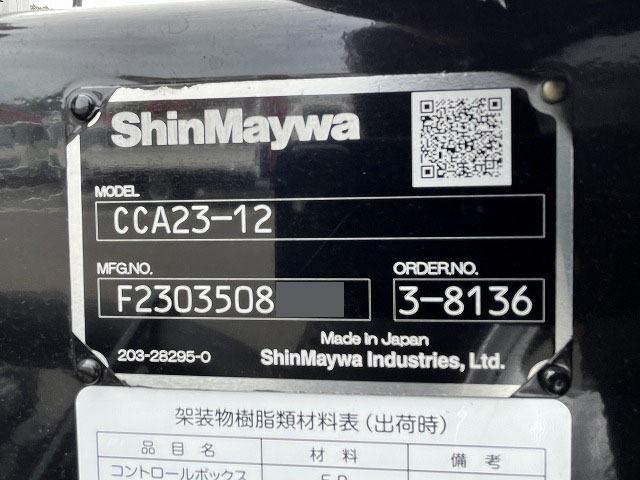 ShinMaywa
MODEL
CCA23-12
MFG.NO.
F2303508
ORDER.NO.
3-8136
Made in Japan
203-28295-0
ShinMaywa Industries, Ltd.
架装物樹脂類材料表(出荷時)
品目名 材料 備考
コントロールボックス